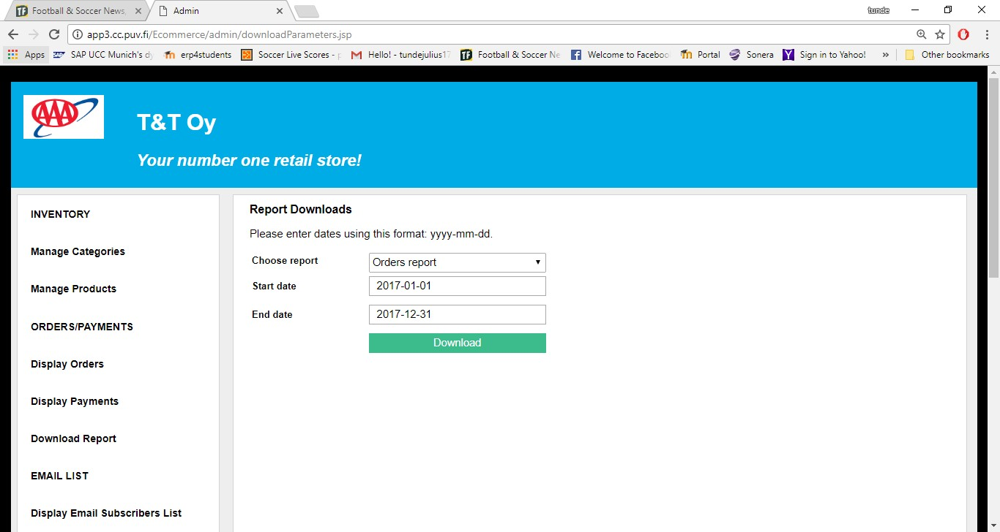 Football & Soccer News,
Admin
tunde
app3.cc.puv.fi/Ecommerce/admin/downloadParameters.jsp
Apps
SAP
SAP UCC Munich's dy
erp4students
Soccer Live Scores - p
Hello! - tundejulius17
TF
Football & Soccer Ne
Welcome to Faceboo
Portal
Sonera
Sign in to Yahoo!
»
Other bookmarks
AAA
T&T Oy
Your number one retail store!
INVENTORY
Manage Categories
Manage Products
ORDERS/PAYMENTS
Display Orders
Display Payments
Download Report
EMAIL LIST
Display Email Subscribers List
Report Downloads
Please enter dates using this format: yyyy-mm-dd.
Choose report
Orders report
Start date
2017-01-01
End date
2017-12-31
Download